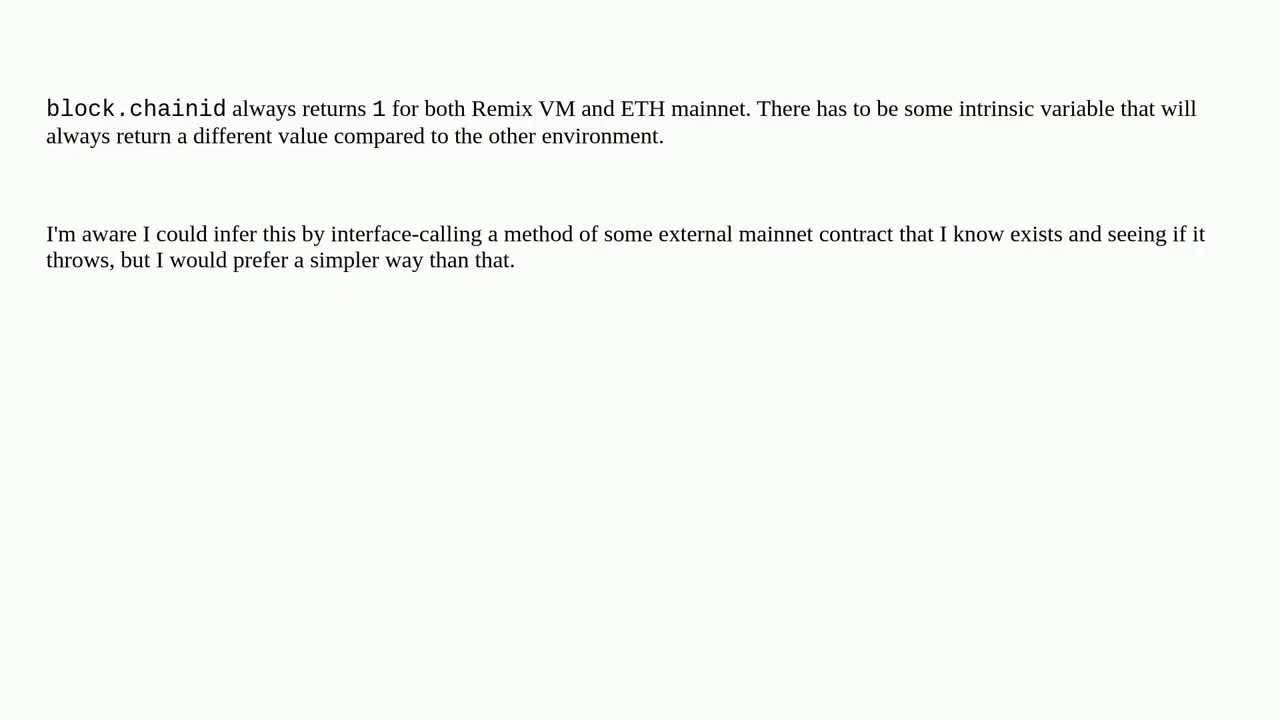 block.chainid always returns 1 for both Remix VM and ETH mainnet. There has to be some intrinsic variable that will
always return a different value compared to the other environment.
I'm aware I could infer this by interface-calling a method of some external mainnet contract that I know exists and seeing if it
throws, but I would prefer a simpler way than that.